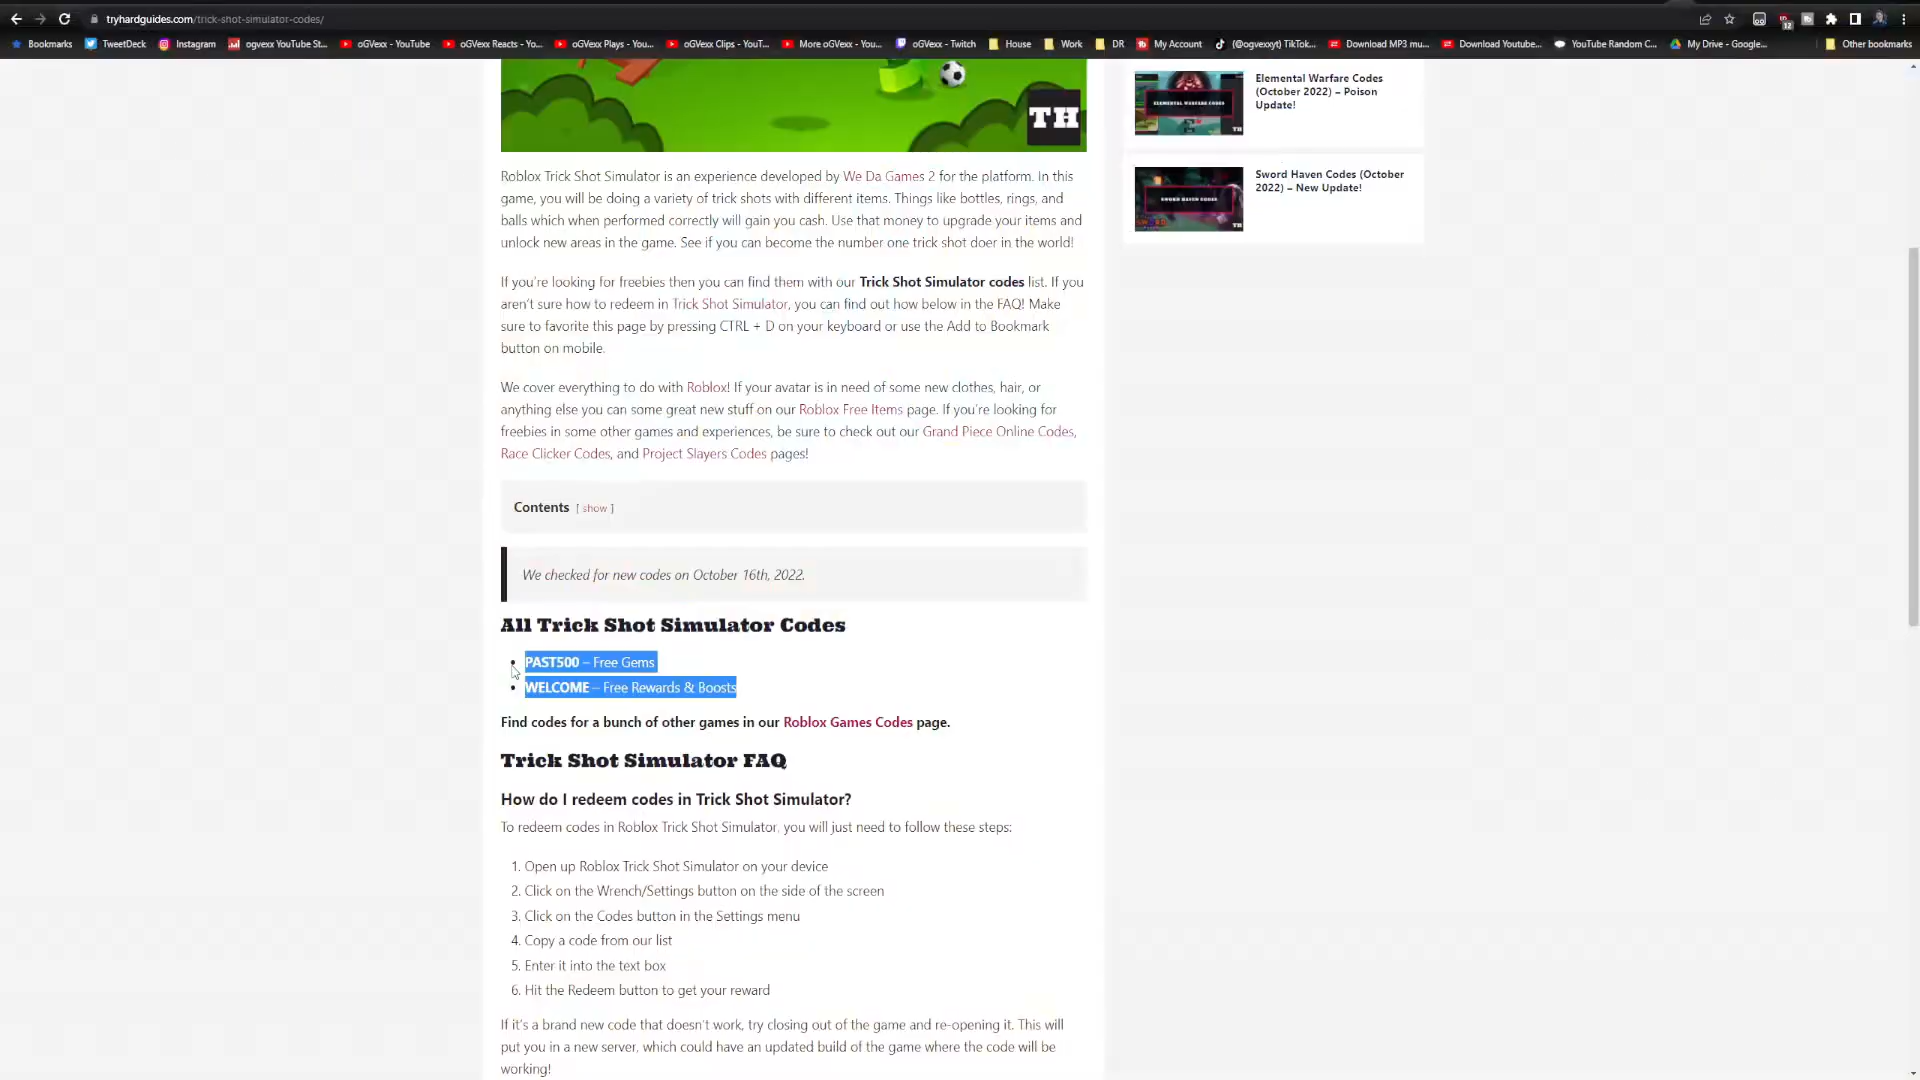 tryhardguides.com/trick-shot-simulator-codes/
Bookmarks TweetDeck Instagram ogvexx YouTube St... oGVexx - YouTube oGVexx Reacts - Yo... oGVexx Plays - You... oGVexx Clips - YouT... More oGVexx - You... oGVexx - Twitch House Work DR My Account (@ogvexxyt) TikTok... Download MP3 mu... Download Youtube... YouTube Random C... My Drive - Google... Other bookmarks
12
TH
Roblox Trick Shot Simulator is an experience developed by We Da Games 2 for the platform. In this
game, you will be doing a variety of trick shots with different items. Things like bottles, rings, and
balls which when performed correctly will gain you cash. Use that money to upgrade your items and
unlock new areas in the game. See if you can become the number one trick shot doer in the world!
If you're looking for freebies then you can find them with our Trick Shot Simulator codes list. If you
aren't sure how to redeem in Trick Shot Simulator, you can find out how below in the FAQ! Make
sure to favorite this page by pressing CTRL + D on your keyboard or use the Add to Bookmark
button on mobile.
We cover everything to do with Roblox! If your avatar is in need of some new clothes, hair, or
anything else you can some great new stuff on our Roblox Free Items page. If you're looking for
freebies in some other games and experiences, be sure to check out our Grand Piece Online Codes,
Race Clicker Codes, and Project Slayers Codes pages!
Contents [ show ]
We checked for new codes on October 16th, 2022.
All Trick Shot Simulator Codes
• PAST500 – Free Gems
• WELCOME – Free Rewards & Boosts
Find codes for a bunch of other games in our Roblox Games Codes page.
Trick Shot Simulator FAQ
How do I redeem codes in Trick Shot Simulator?
To redeem codes in Roblox Trick Shot Simulator, you will just need to follow these steps:
1. Open up Roblox Trick Shot Simulator on your device
2. Click on the Wrench/Settings button on the side of the screen
3. Click on the Codes button in the Settings menu
4. Copy a code from our list
5. Enter it into the text box
6. Hit the Redeem button to get your reward
If it's a brand new code that doesn't work, try closing out of the game and re-opening it. This will
put you in a new server, which could have an updated build of the game where the code will be
working!
ELEMENTAL WARFARE CODES
TH
Elemental Warfare Codes
(October 2022) – Poison
Update!
SWORD HAVEN CODES
TH
Sword Haven Codes (October
2022) – New Update!